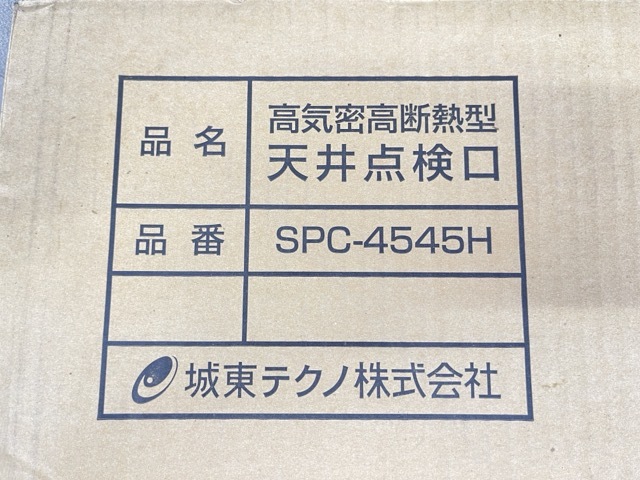 品名
高気密高断熱型
天井点検口
品番
SPC-4545H
城東テクノ株式会社